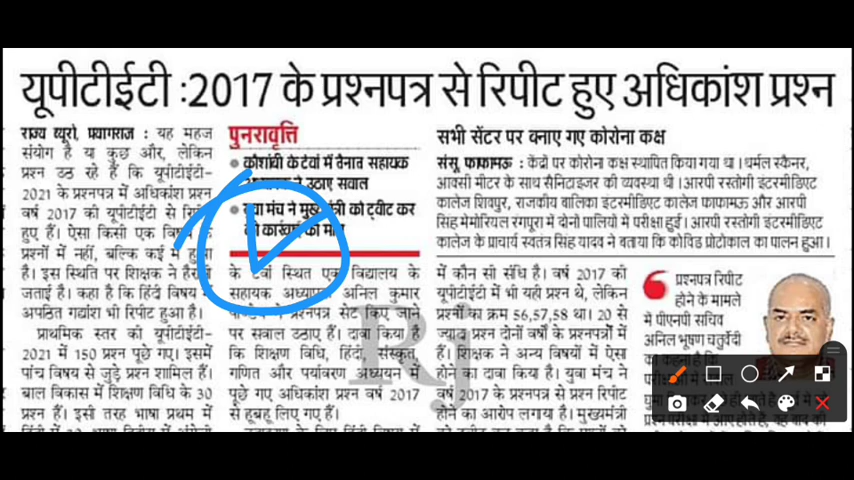 यूपीटीईटी :2017 के प्रश्नपत्र से रिपीट हुए अधिकांश प्रश्न
राज्य ब्यूरो, प्रयागराज : यह महज
संयोग है या कुछ और, लेकिन
प्रश्न उठ रहे हैं कि यूपीटीईटी-
2021 के प्रश्नपत्र में अधिकांश प्रश्न
वर्ष 2017 की यूपीटीईटी से रिपीट
हुए हैं। ऐसा किसी एक विषय के
प्रश्नों में नहीं, बल्कि कई में हुआ
है। इस स्थिति पर शिक्षक ने हैरानी
जताई है। कहा है कि हिंदी विषय में
अपठित गद्यांश भी रिपीट हुआ है।
प्राथमिक स्तर की यूपीटीईटी-
2021 में 150 प्रश्न पूछे गए। इसमें
पांच विषय से जुड़े प्रश्न शामिल हैं।
बाल विकास में शिक्षण विधि के 30
प्रश्न हैं। इसी तरह भाषा प्रथम में
पुनरावृत्ति
● कौशांबी के टेवां में तैनात सहायक
ने उठाए सवाल
● युवा मंच ने मुख्यमंत्री को ट्वीट कर
की कार्रवाई की मांग
के टेवां स्थित एक विद्यालय के
सहायक अध्यापक अनिल कुमार
पाण्डेय ने प्रश्नपत्र सेट किए जाने
पर सवाल उठाए हैं। दावा किया है
कि शिक्षण विधि, हिंदी, संस्कृत,
गणित और पर्यावरण अध्ययन में
पूछे गए अधिकांश प्रश्न वर्ष 2017
से हूबहू लिए गए हैं।
सभी सेंटर पर बनाए गए कोरोना कक्ष
संसू, फाफामऊ : केंद्रों पर कोरोना कक्ष स्थापित किया गया था। थर्मल स्कैनर,
आक्सी मीटर के साथ सैनिटाइजर की व्यवस्था थी। आरपी रस्तोगी इंटरमीडिएट
कालेज शिवपुर, राजकीय बालिका इंटरमीडिएट कालेज फाफामऊ और आरपी
सिंह मेमोरियल रंगपुरा में दोनों पालियो में परीक्षा हुई। आरपी रस्तोगी इंटरमीडिएट
कालेज के प्राचार्य स्वतंत्र सिंह यादव ने बताया कि कोविड प्रोटोकाल का पालन हुआ।
में कौन सी संधि है। वर्ष 2017 की
यूपीटीईटी में भी यही प्रश्न थे, लेकिन
प्रश्नों का क्रम 56,57,58 था। 20 से
ज्यादा प्रश्न दोनों वर्षों के प्रश्नपत्रों में
हैं। शिक्षक ने अन्य विषयों में ऐसा
होने का दावा किया है। युवा मंच ने
वर्ष 2017 के प्रश्नपत्र से प्रश्न रिपीट
होने का आरोप लगाया है। मुख्यमंत्री
प्रश्नपत्र रिपीट
होने के मामले
में पीएनपी सचिव
अनिल भूषण चतुर्वेदी
का कहना है कि
Rj